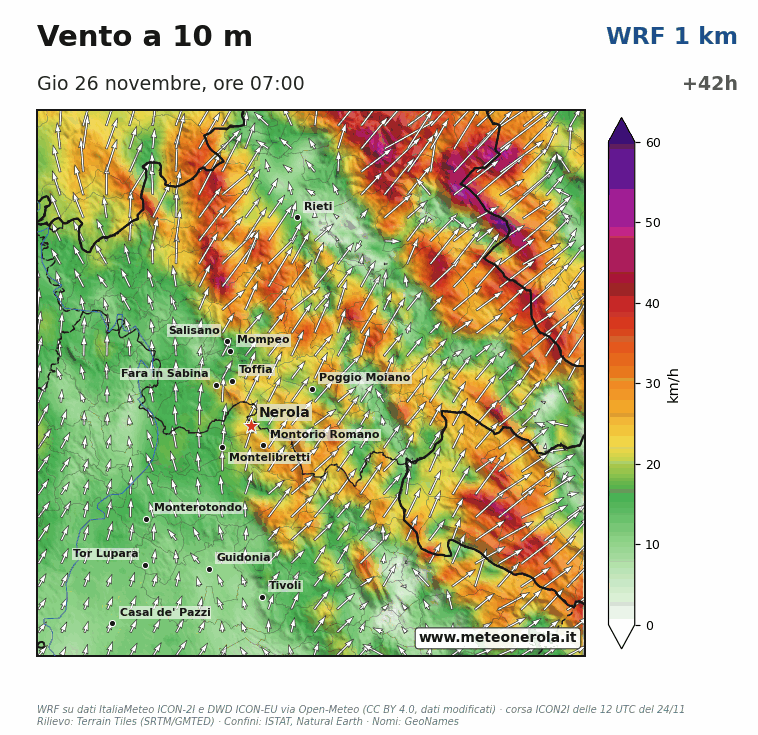 Vento a 10 m
WRF 1 km
Gio 26 novembre, ore 07:00
+42h
Rieti
Salisano
Mompeo
Fara in Sabina
Toffia
Poggio Moiano
Nerola
Montorio Romano
Montelibretti
Monterotondo
Tor Lupara
Guidonia
Tivoli
Casal de' Pazzi
www.meteonerola.it
60
50
40
30
20
10
0
km/h
WRF su dati ItaliaMeteo ICON-2I e DWD ICON-EU via Open-Meteo (CC BY 4.0, dati modificati) · corsa ICON2I delle 12 UTC del 24/11
Rilievo: Terrain Tiles (SRTM/GMTED) · Confini: ISTAT, Natural Earth · Nomi: GeoNames